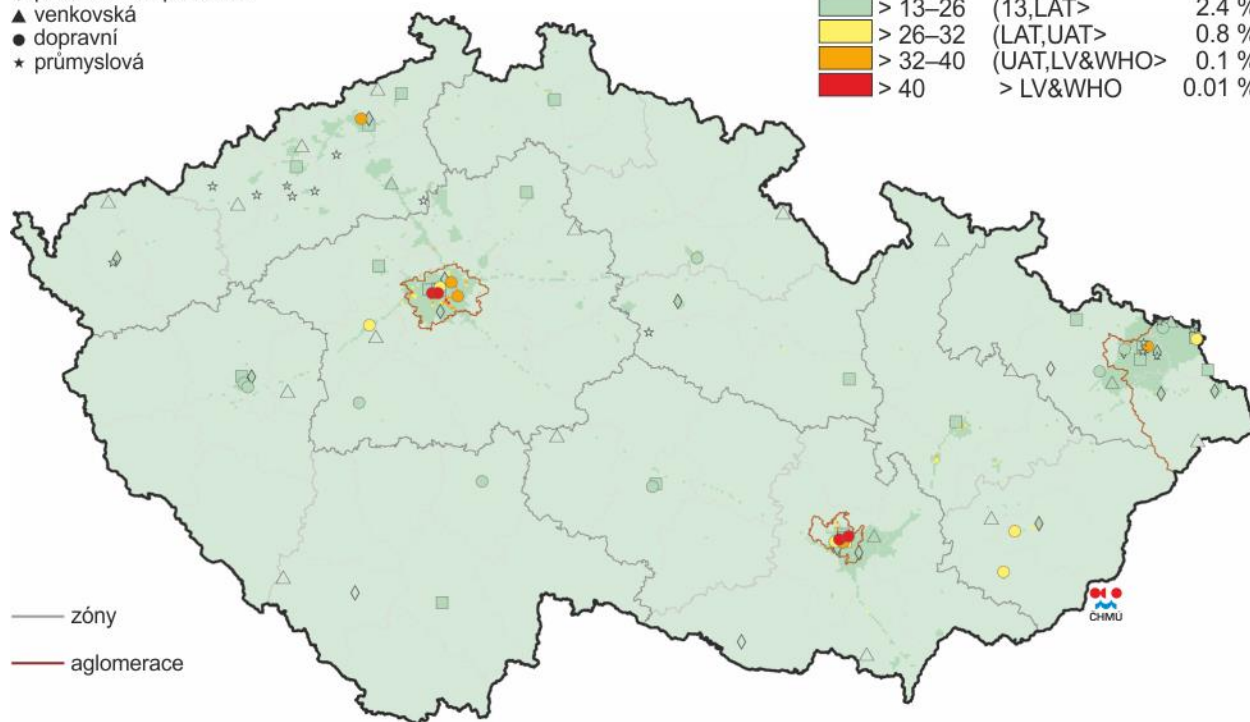 venkovská
dopravní
průmyslová
> 13–26 (13,LAT> 2.4 %
> 26–32 (LAT,UAT> 0.8 %
> 32–40 (UAT,LV&WHO> 0.1 %
> 40 > LV&WHO 0.01 %
ČHMÚ
zóny
aglomerace